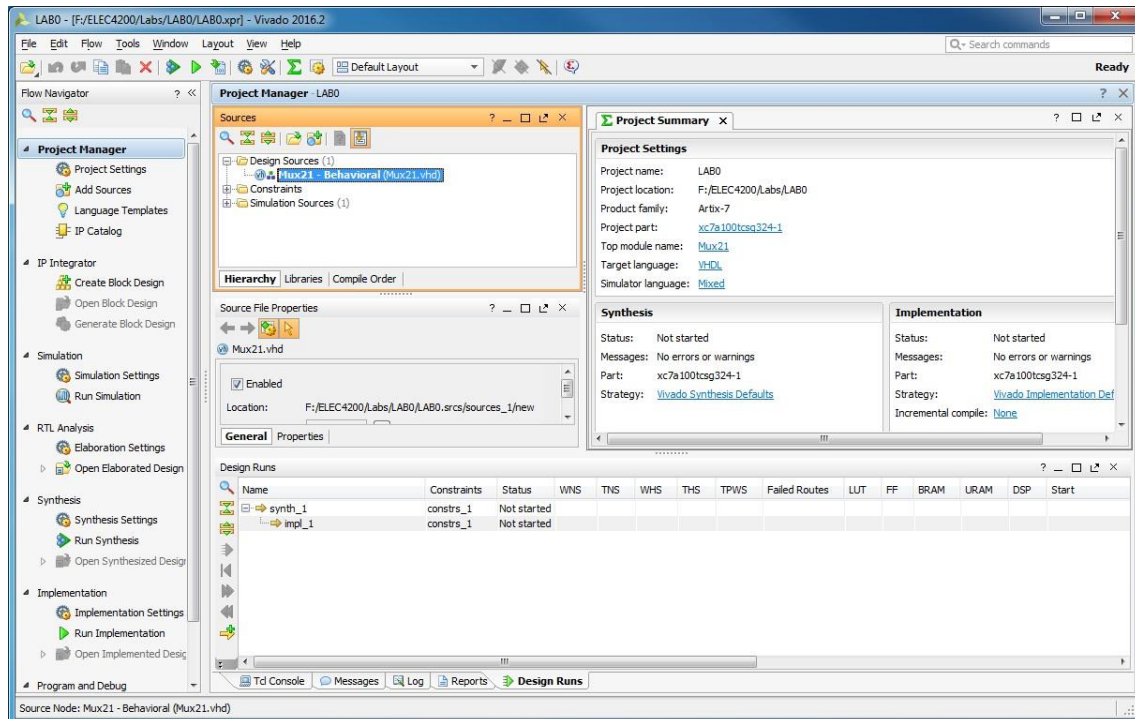 LAB0 - [F:/ELEC4200/Labs/LAB0/LAB0.xpr] - Vivado 2016.2
File Edit Flow Tools Window Layout View Help
Search commands
Default Layout
Ready
Flow Navigator
Project Manager
Project Settings
Add Sources
Language Templates
IP Catalog
IP Integrator
Create Block Design
Open Block Design
Generate Block Design
Simulation
Simulation Settings
Run Simulation
RTL Analysis
Elaboration Settings
Open Elaborated Design
Synthesis
Synthesis Settings
Run Synthesis
Open Synthesized Desigr
Implementation
Implementation Settings
Run Implementation
Open Implemented Desig
Program and Debug
Project Manager - LAB0
Sources
Design Sources (1)
Mux21 - Behavioral (Mux21.vhd)
Constraints
Simulation Sources (1)
Hierarchy Libraries Compile Order
Source File Properties
Mux21.vhd
Enabled
Location: F:/ELEC4200/Labs/LAB0/LAB0.srcs/sources_1/new
General Properties
Σ Project Summary
Project Settings
Project name: LAB0
Project location: F:/ELEC4200/Labs/LAB0
Product family: Artix-7
Project part: xc7a100tcsg324-1
Top module name: Mux21
Target language: VHDL
Simulator language: Mixed
Synthesis
Status: Not started
Messages: No errors or warnings
Part: xc7a100tcsg324-1
Strategy: Vivado Synthesis Defaults
Implementation
Status: Not started
Messages: No errors or warnings
Part: xc7a100tcsg324-1
Strategy: Vivado Implementation Def
Incremental compile: None
Design Runs
Name Constraints Status WNS TNS WHS THS TPWS Failed Routes LUT FF BRAM URAM DSP Start
synth_1 constrs_1 Not started
impl_1 constrs_1 Not started
Tcl Console Messages Log Reports Design Runs
Source Node: Mux21 - Behavioral (Mux21.vhd)